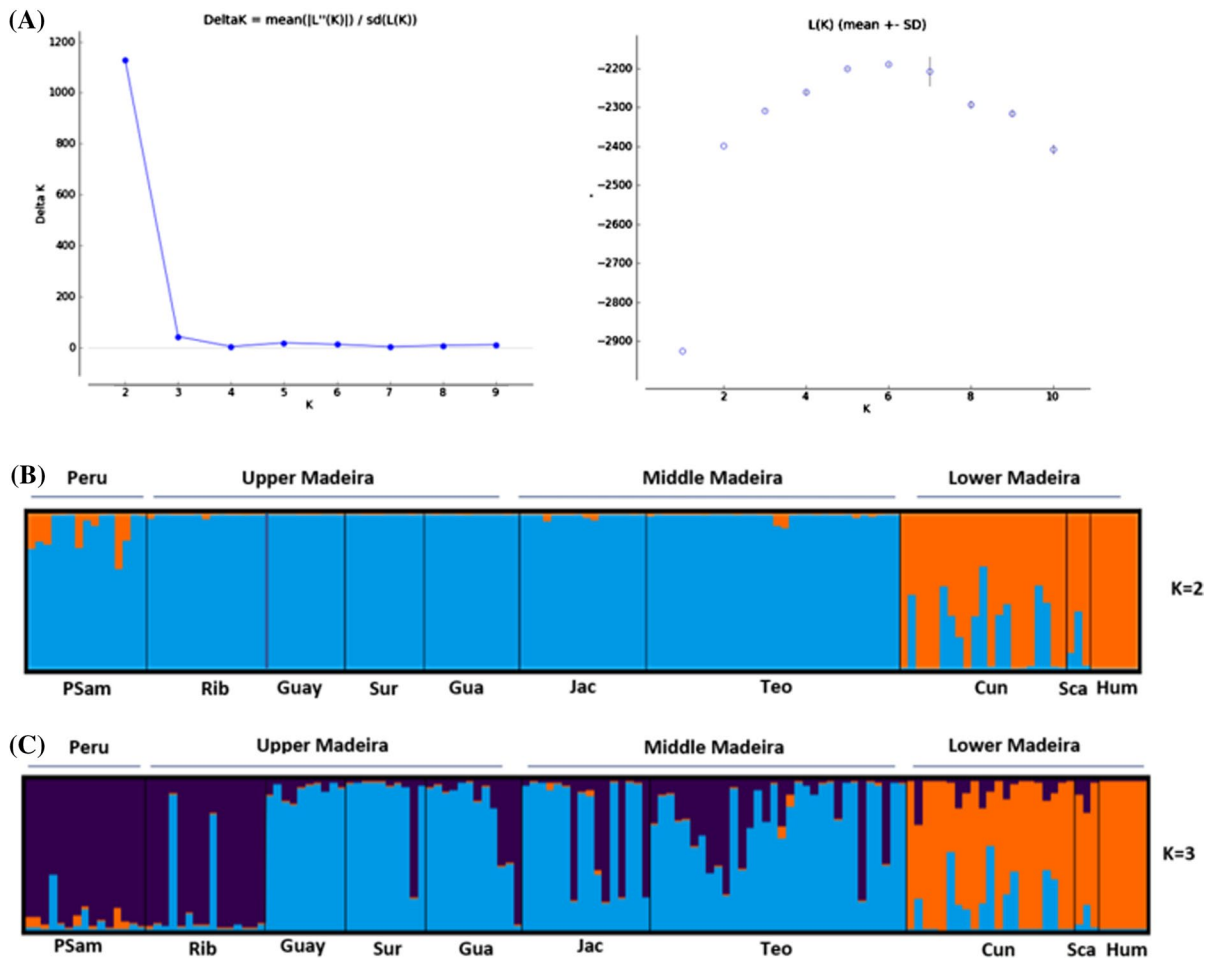 (A)
DeltaK = mean(|L"(K)|) / sd(L(K))
1200
1000
800
600
400
200
0
Delta K
2 3 4 5 6 7 8 9
K
L(K) (mean +- SD)
−2200
−2300
−2400
−2500
−2600
−2700
−2800
−2900
2 4 6 8 10
K
(B)
Peru Upper Madeira Middle Madeira Lower Madeira
K=2
PSam Rib Guay Sur Gua Jac Teo Cun Sca Hum
(C)
Peru Upper Madeira Middle Madeira Lower Madeira
K=3
PSam Rib Guay Sur Gua Jac Teo Cun Sca Hum